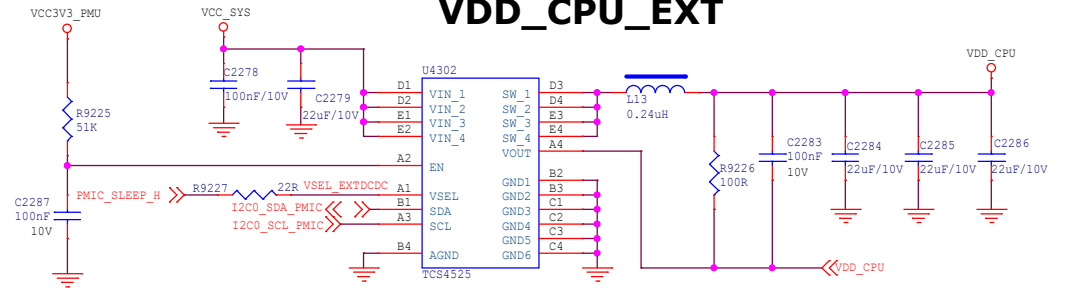 VDD_CPU_EXT
VCC3V3_PMU
VCC_SYS
VDD_CPU
U4302
C2278
100nF/10V
C2279
22uF/10V
R9225
51K
D1
VIN_1
D2
VIN_2
E1
VIN_3
E2
VIN_4
A2
EN
A1
VSEL
B1
SDA
A3
SCL
B4
AGND
SW_1
D3
SW_2
D4
SW_3
E3
SW_4
E4
VOUT
A4
GND1
B2
GND2
B3
GND3
C1
GND4
C2
GND5
C3
GND6
C4
TCS4525
L13
0.24uH
R9226
100R
C2283
100nF
10V
C2284
22uF/10V
C2285
22uF/10V
C2286
22uF/10V
PMIC_SLEEP_H
R9227
22R
VSEL_EXTDCDC
I2C0_SDA_PMIC
I2C0_SCL_PMIC
C2287
100nF
10V
VDD_CPU